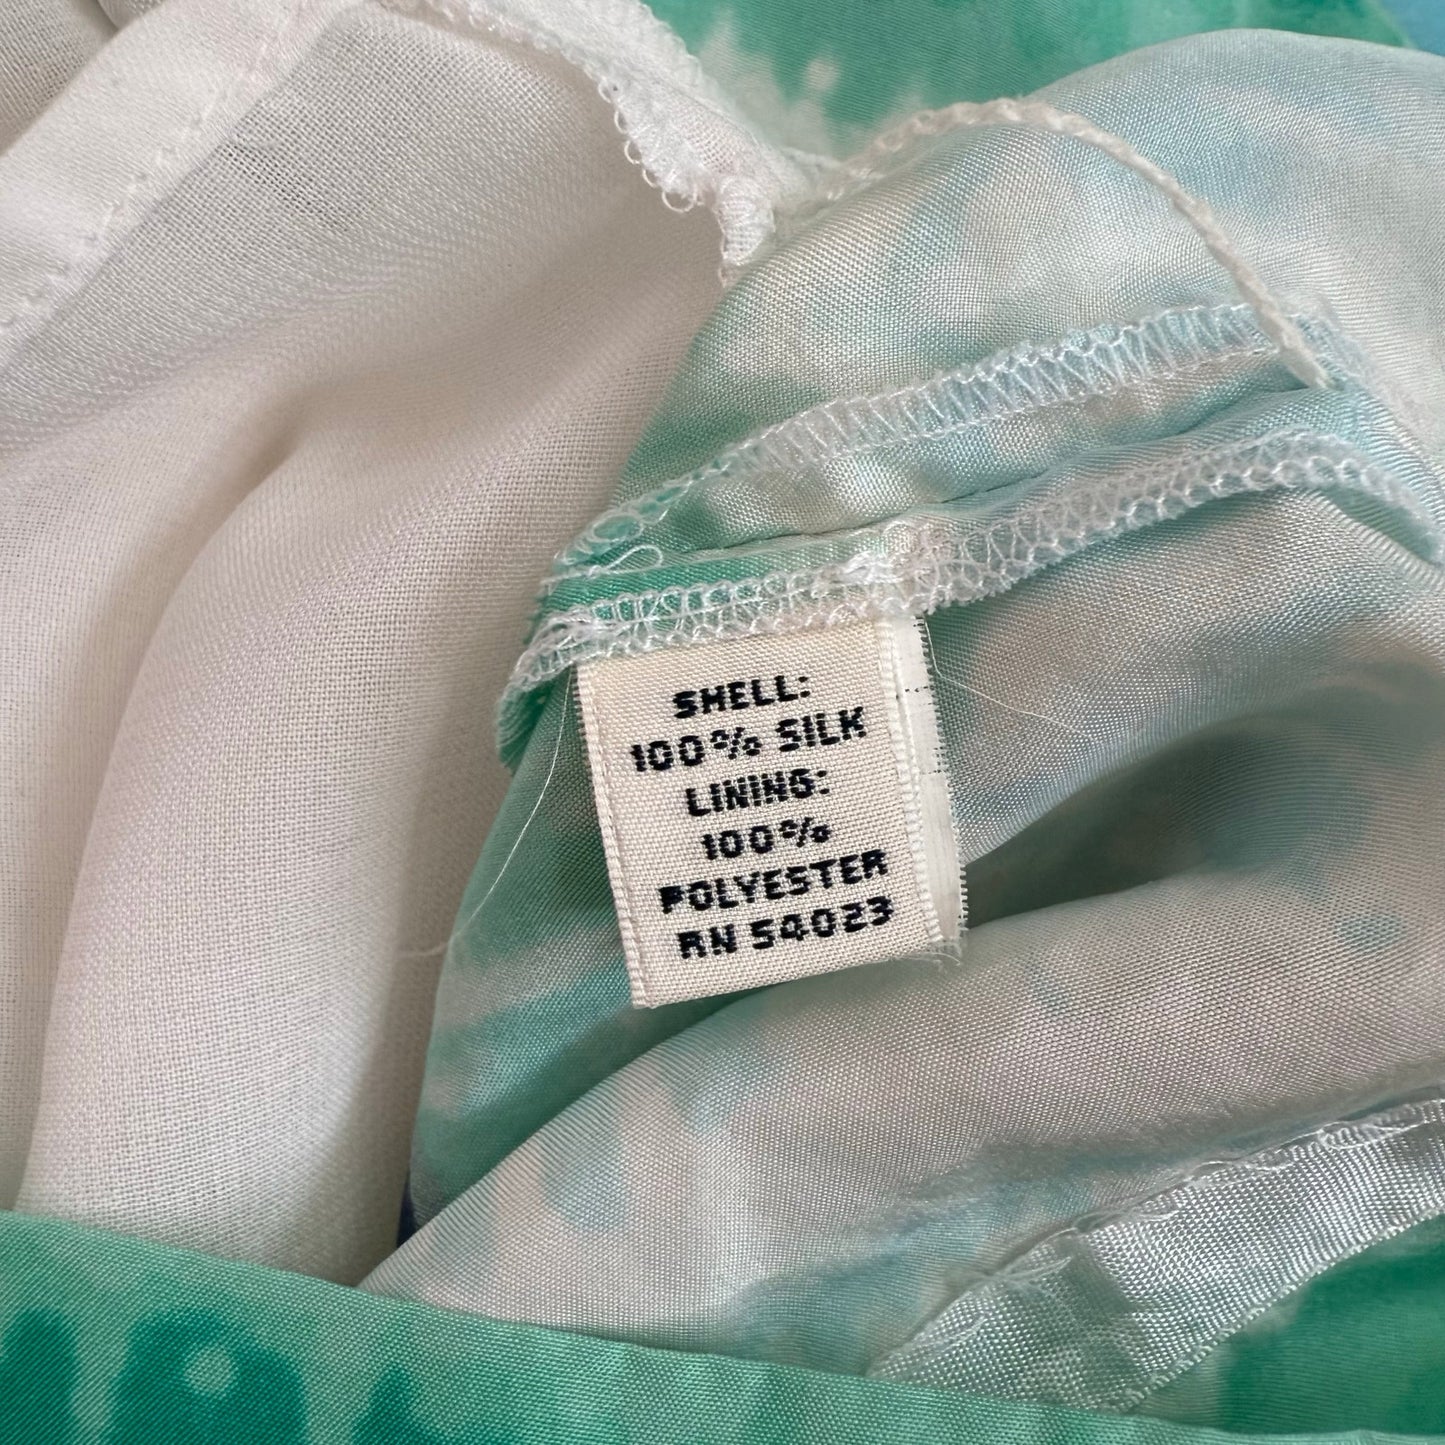 SHELL:
100% SILK
LINING:
100%
POLYESTER
RN 54023